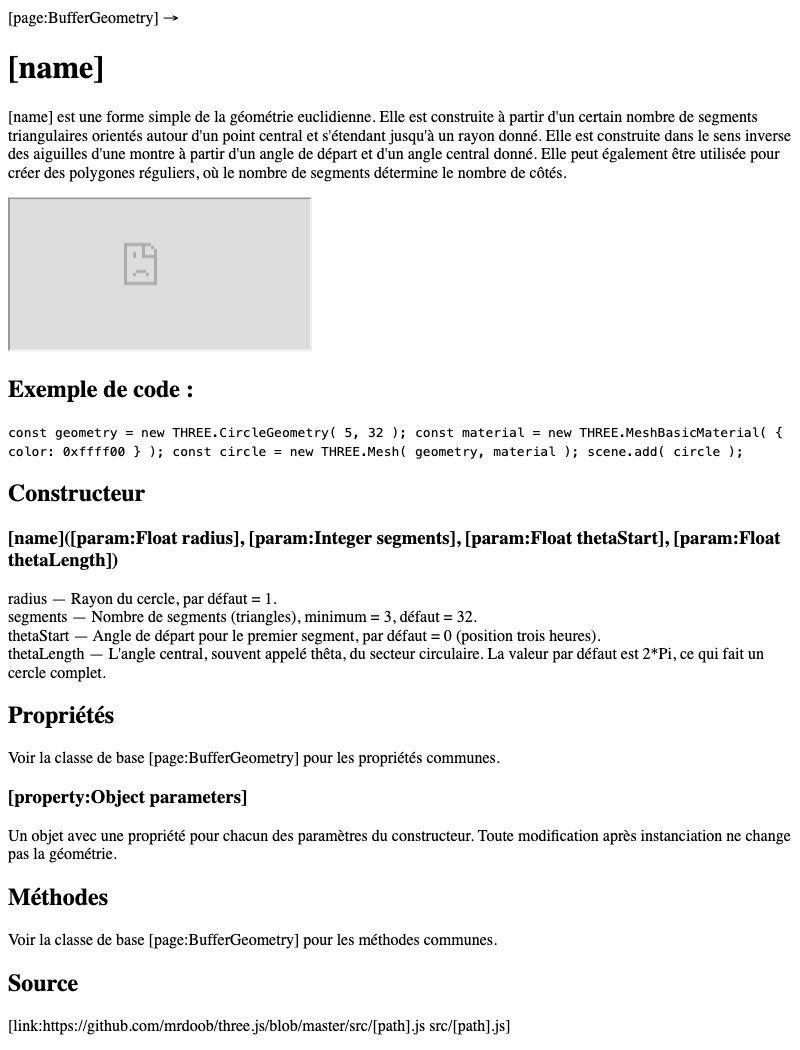 [page:BufferGeometry] →
[name]
[name] est une forme simple de la géométrie euclidienne. Elle est construite à partir d'un certain nombre de segments
triangulaires orientés autour d'un point central et s'étendant jusqu'à un rayon donné. Elle est construite dans le sens inverse
des aiguilles d'une montre à partir d'un angle de départ et d'un angle central donné. Elle peut également être utilisée pour
créer des polygones réguliers, où le nombre de segments détermine le nombre de côtés.
Exemple de code :
const geometry = new THREE.CircleGeometry( 5, 32 ); const material = new THREE.MeshBasicMaterial( {
color: 0xffff00 } ); const circle = new THREE.Mesh( geometry, material ); scene.add( circle );
Constructeur
[name]([param:Float radius], [param:Integer segments], [param:Float thetaStart], [param:Float
thetaLength])
radius — Rayon du cercle, par défaut = 1.
segments — Nombre de segments (triangles), minimum = 3, défaut = 32.
thetaStart — Angle de départ pour le premier segment, par défaut = 0 (position trois heures).
thetaLength — L'angle central, souvent appelé thêta, du secteur circulaire. La valeur par défaut est 2*Pi, ce qui fait un
cercle complet.
Propriétés
Voir la classe de base [page:BufferGeometry] pour les propriétés communes.
[property:Object parameters]
Un objet avec une propriété pour chacun des paramètres du constructeur. Toute modification après instanciation ne change
pas la géométrie.
Méthodes
Voir la classe de base [page:BufferGeometry] pour les méthodes communes.
Source
[link:https://github.com/mrdoob/three.js/blob/master/src/[path].js src/[path].js]